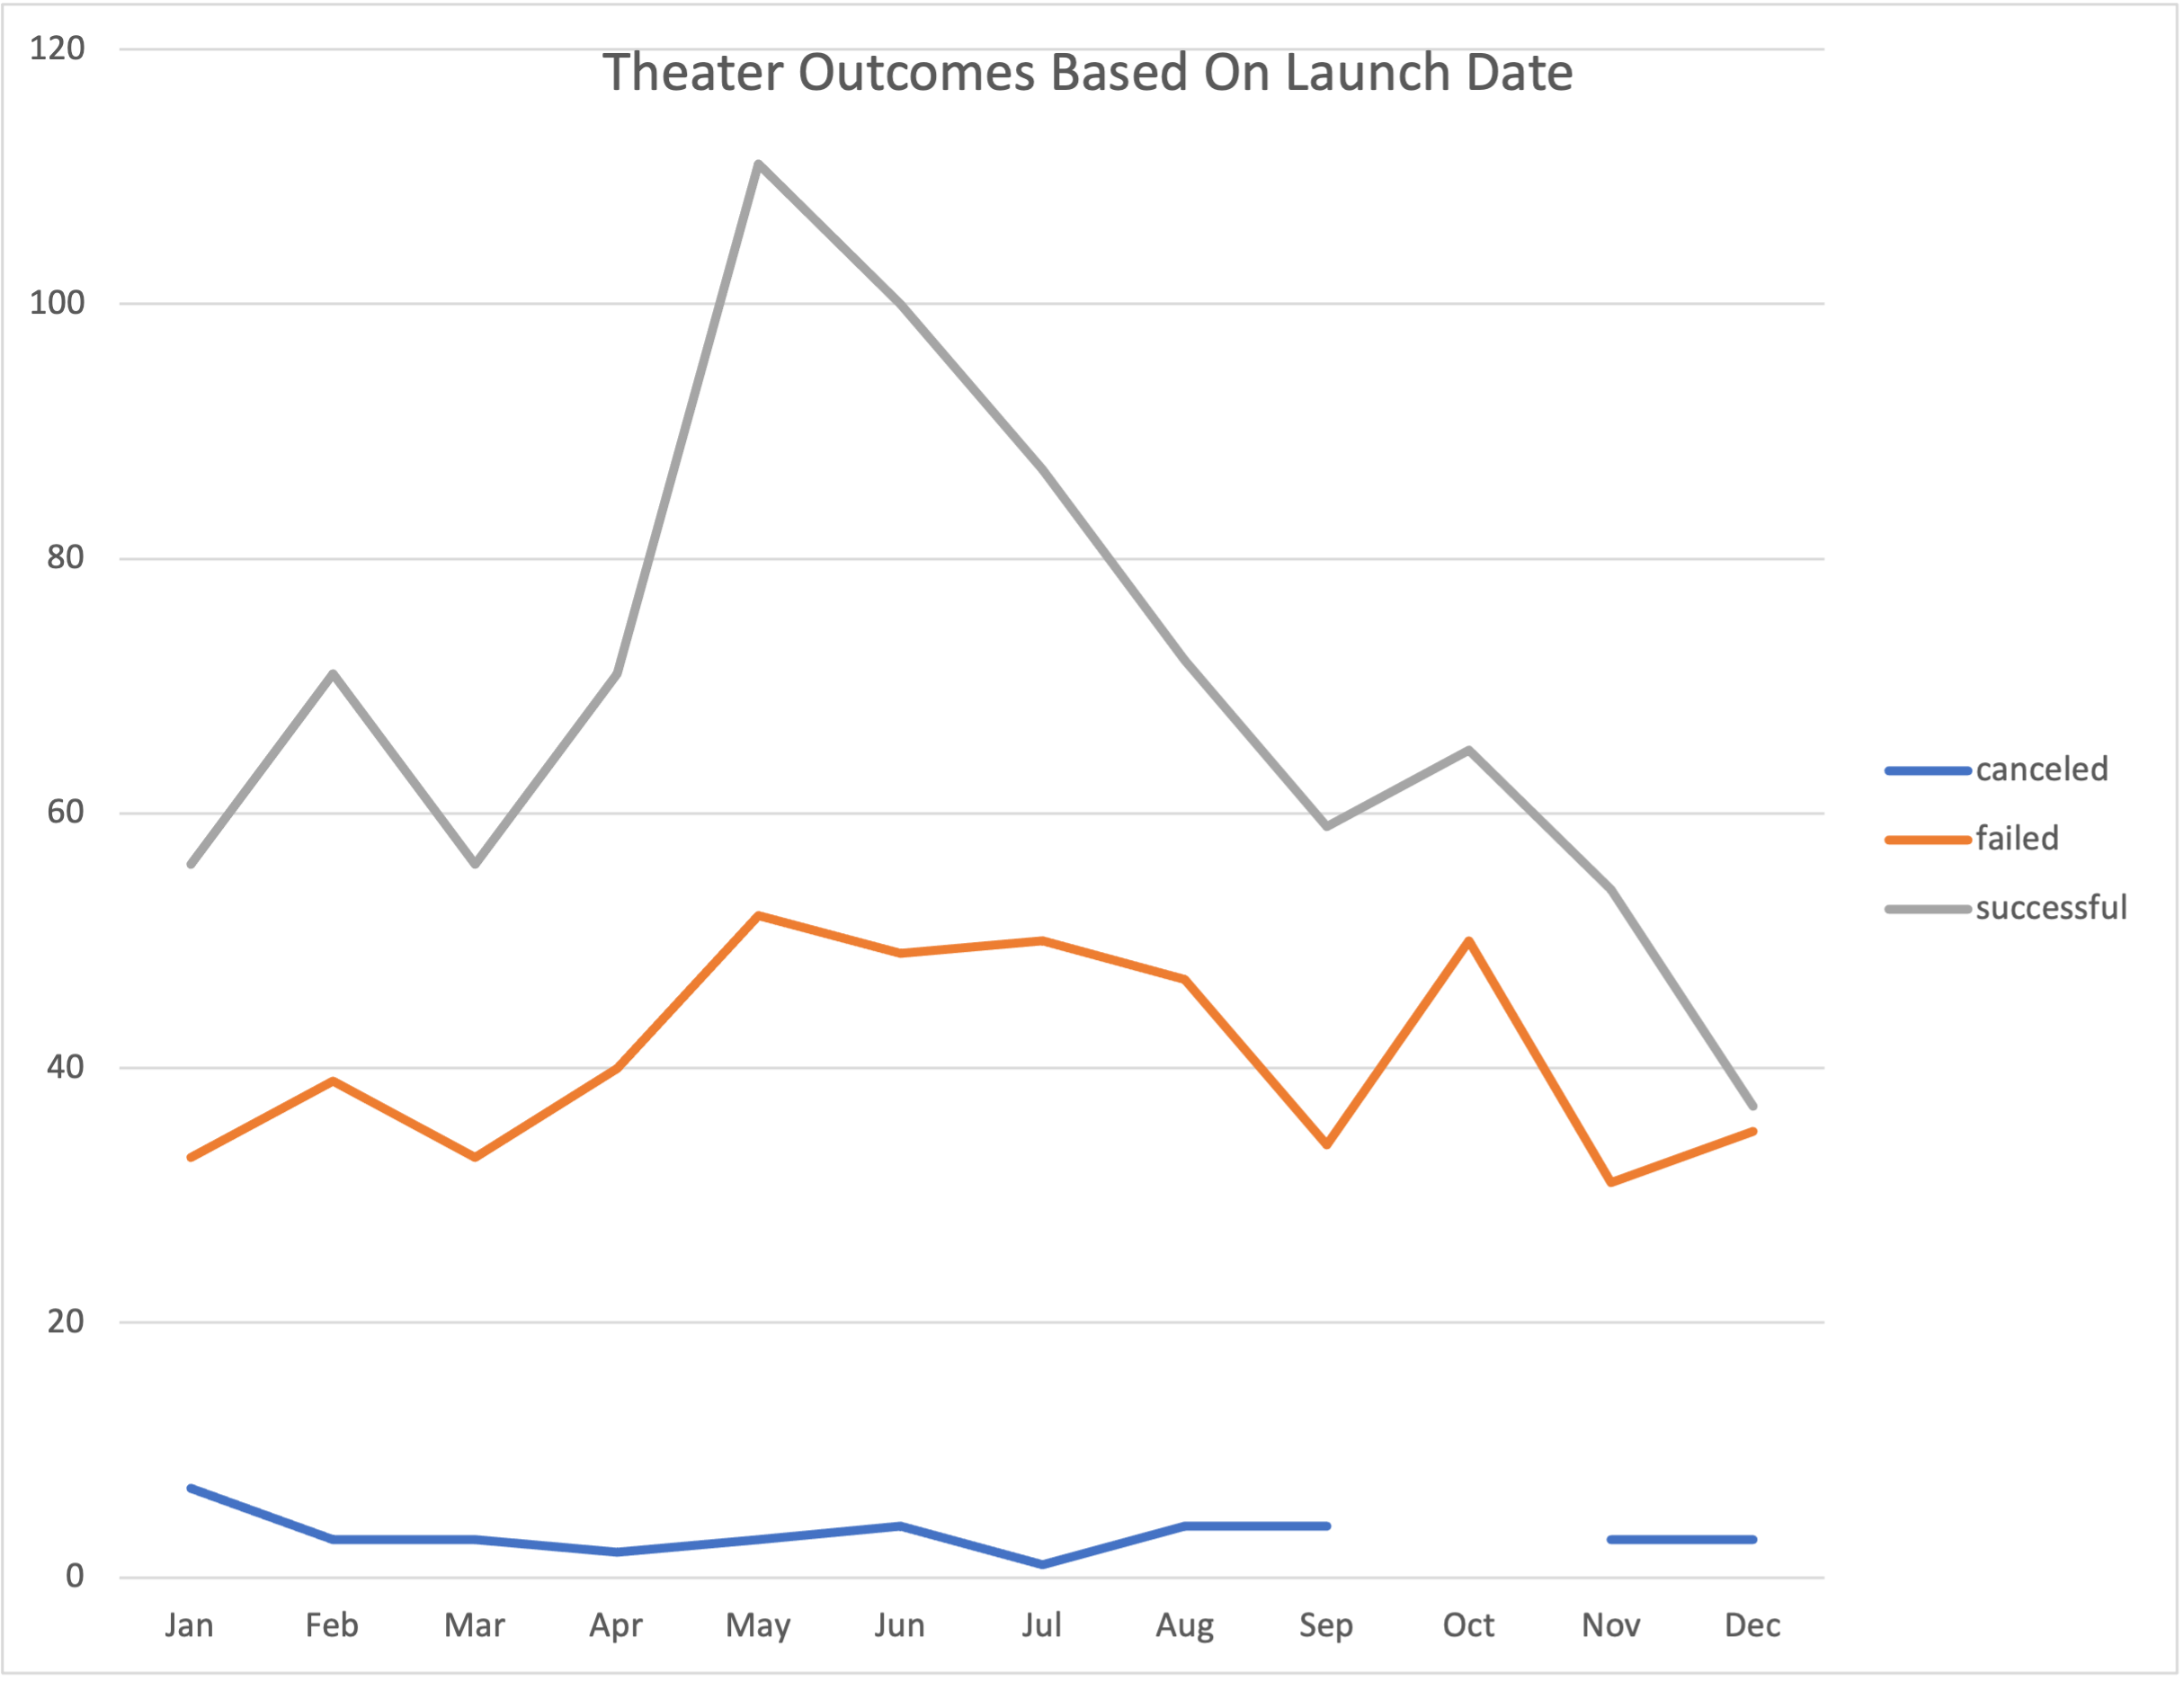 Theater Outcomes Based On Launch Date
120
100
80
60
40
20
0
Jan Feb Mar Apr May Jun Jul Aug Sep Oct Nov Dec
canceled
failed
successful